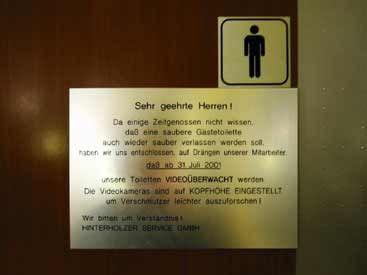 Sehr geehrte Herren!
Da einige Zeitgenossen nicht wissen,
daß eine saubere Gästetoilette
auch wieder sauber verlassen werden soll,
haben wir uns entschlossen, auf Drängen unserer Mitarbeiter,
daß ab 31. Juli 2001
unsere Toiletten VIDEOÜBERWACHT werden.
Die Videokameras sind auf KOPFHÖHE EINGESTELLT
um Verschmutzer leichter auszuforschen!
Wir bitten um Verständnis!
HINTERHOLZER SERVICE GMBH